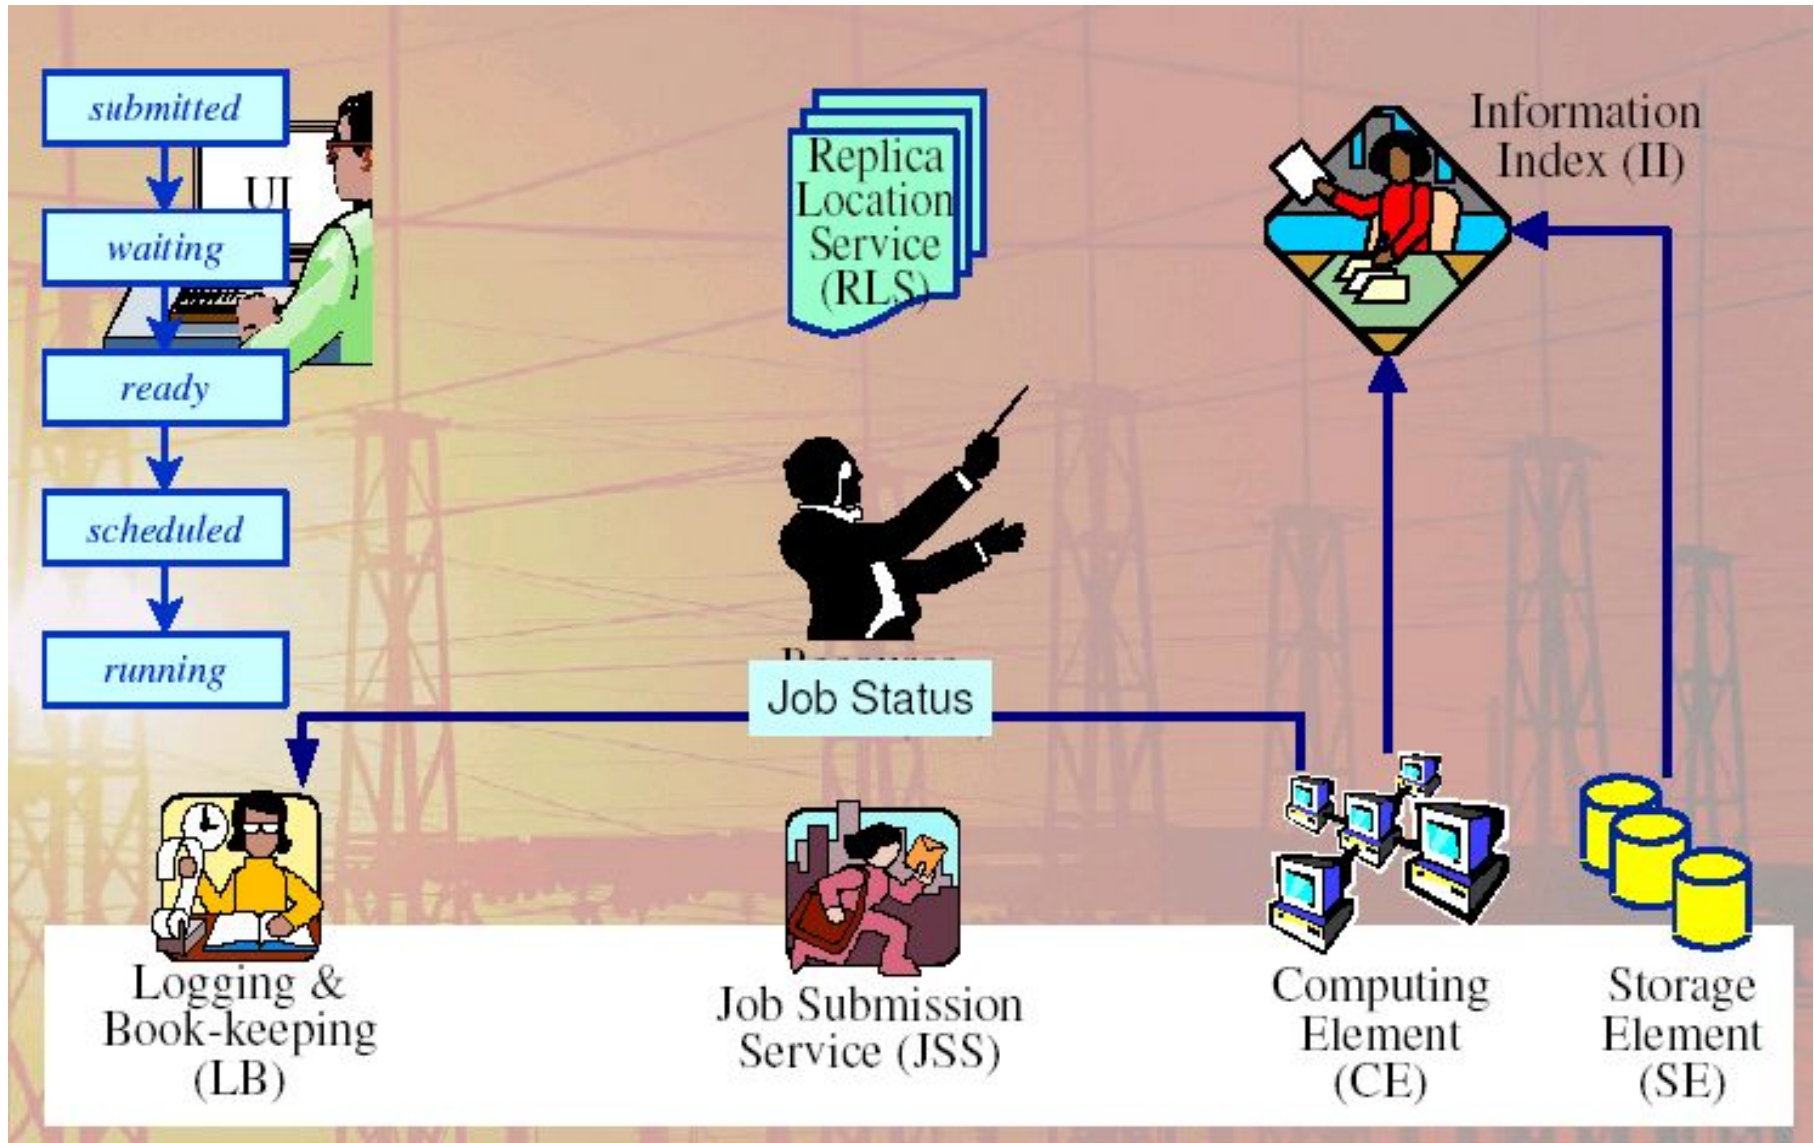 submitted
UI
waiting
ready
scheduled
running
Replica
Location
Service
(RLS)
Information
Index (II)
Job Status
Logging &
Book-keeping
(LB)
Job Submission
Service (JSS)
Computing
Element
(CE)
Storage
Element
(SE)